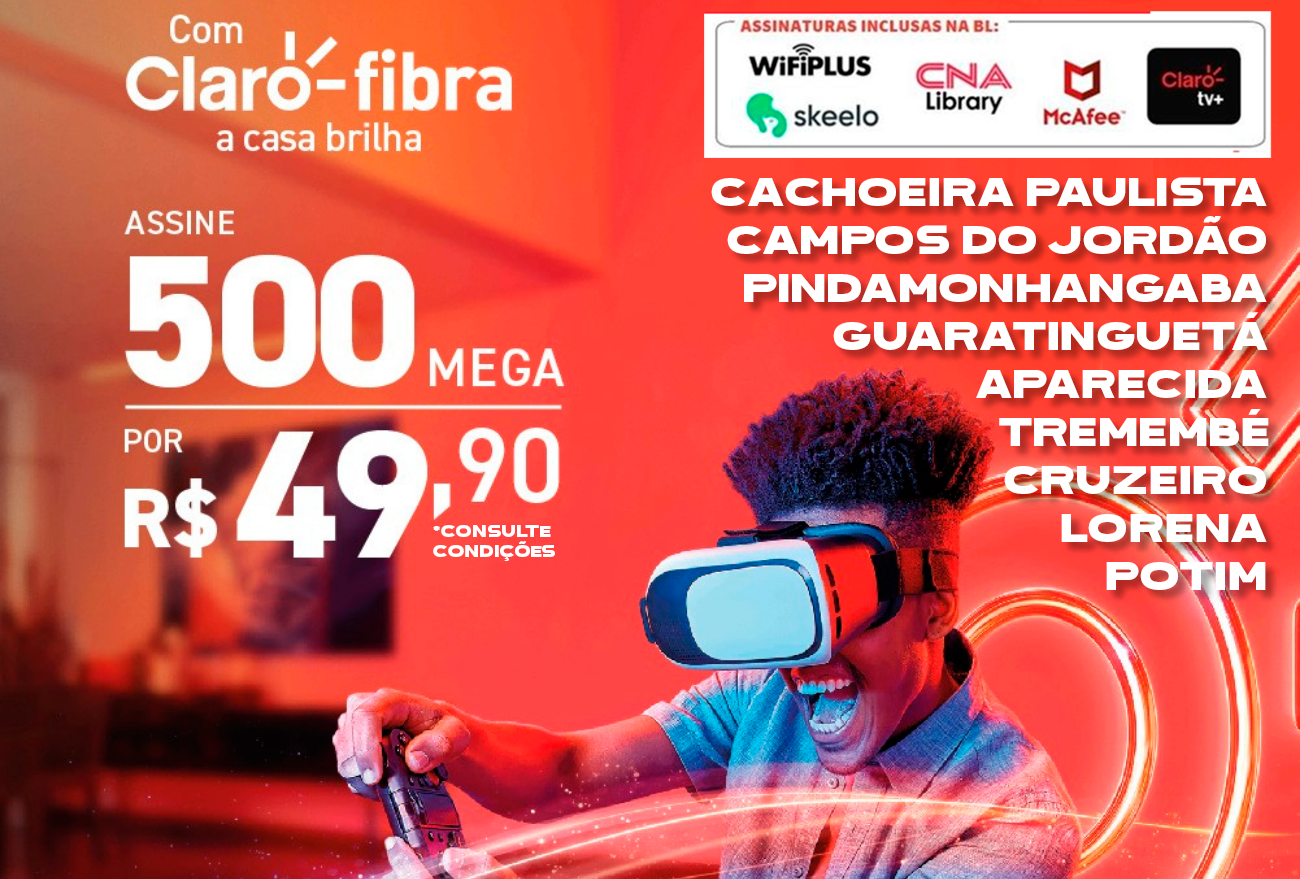 Com
Claro-fibra
a casa brilha
ASSINE
500 MEGA
POR
R$ 49,90
*CONSULTE
CONDIÇÕES
ASSINATURAS INCLUSAS NA BL:
WiFiPLUS
skeelo
CNA
Library
McAfee™
Claro
tv+
CACHOEIRA PAULISTA
CAMPOS DO JORDÃO
PINDAMONHANGABA
GUARATINGUETÁ
APARECIDA
TREMEMBÉ
CRUZEIRO
LORENA
POTIM